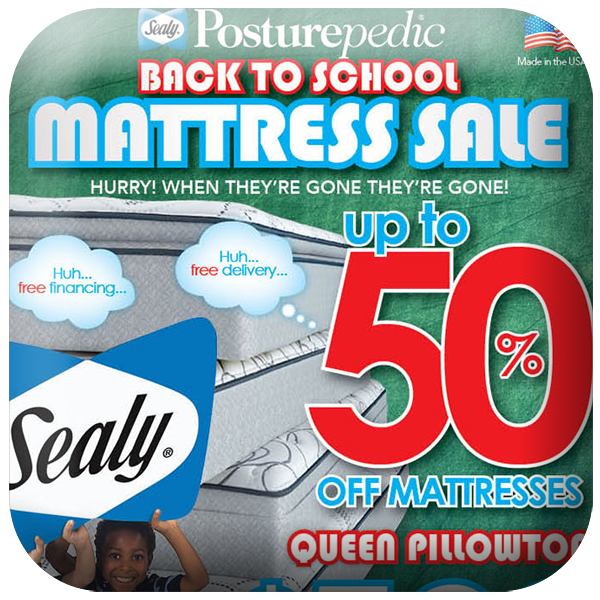 Sealy® Posturepedic®
Made in the USA
BACK TO SCHOOL
MATTRESS SALE
HURRY! WHEN THEY'RE GONE THEY'RE GONE!
up to
50%
OFF MATTRESSES
Huh...
free financing...
Huh...
free delivery...
Sealy®
QUEEN PILLOWTOP